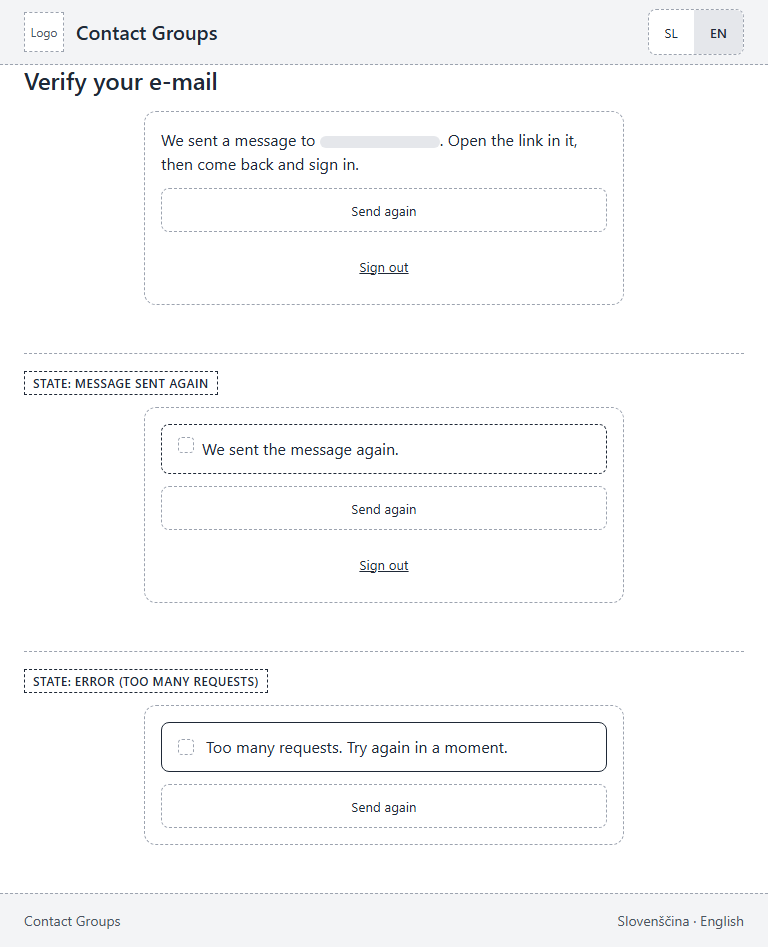 Logo
Contact Groups
SL
EN
Verify your e-mail
We sent a message to . Open the link in it,
then come back and sign in.
Send again
Sign out
STATE: MESSAGE SENT AGAIN
We sent the message again.
Send again
Sign out
STATE: ERROR (TOO MANY REQUESTS)
Too many requests. Try again in a moment.
Send again
Contact Groups
Slovenščina · English